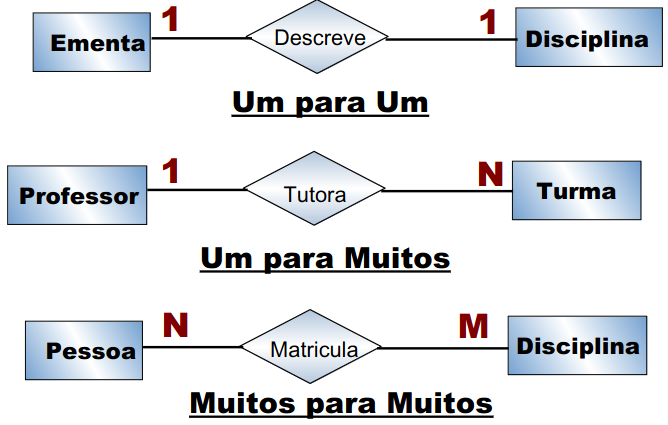 1
1
Ementa
Descreve
Disciplina
Um para Um
1
N
Professor
Tutora
Turma
Um para Muitos
N
M
Pessoa
Matricula
Disciplina
Muitos para Muitos